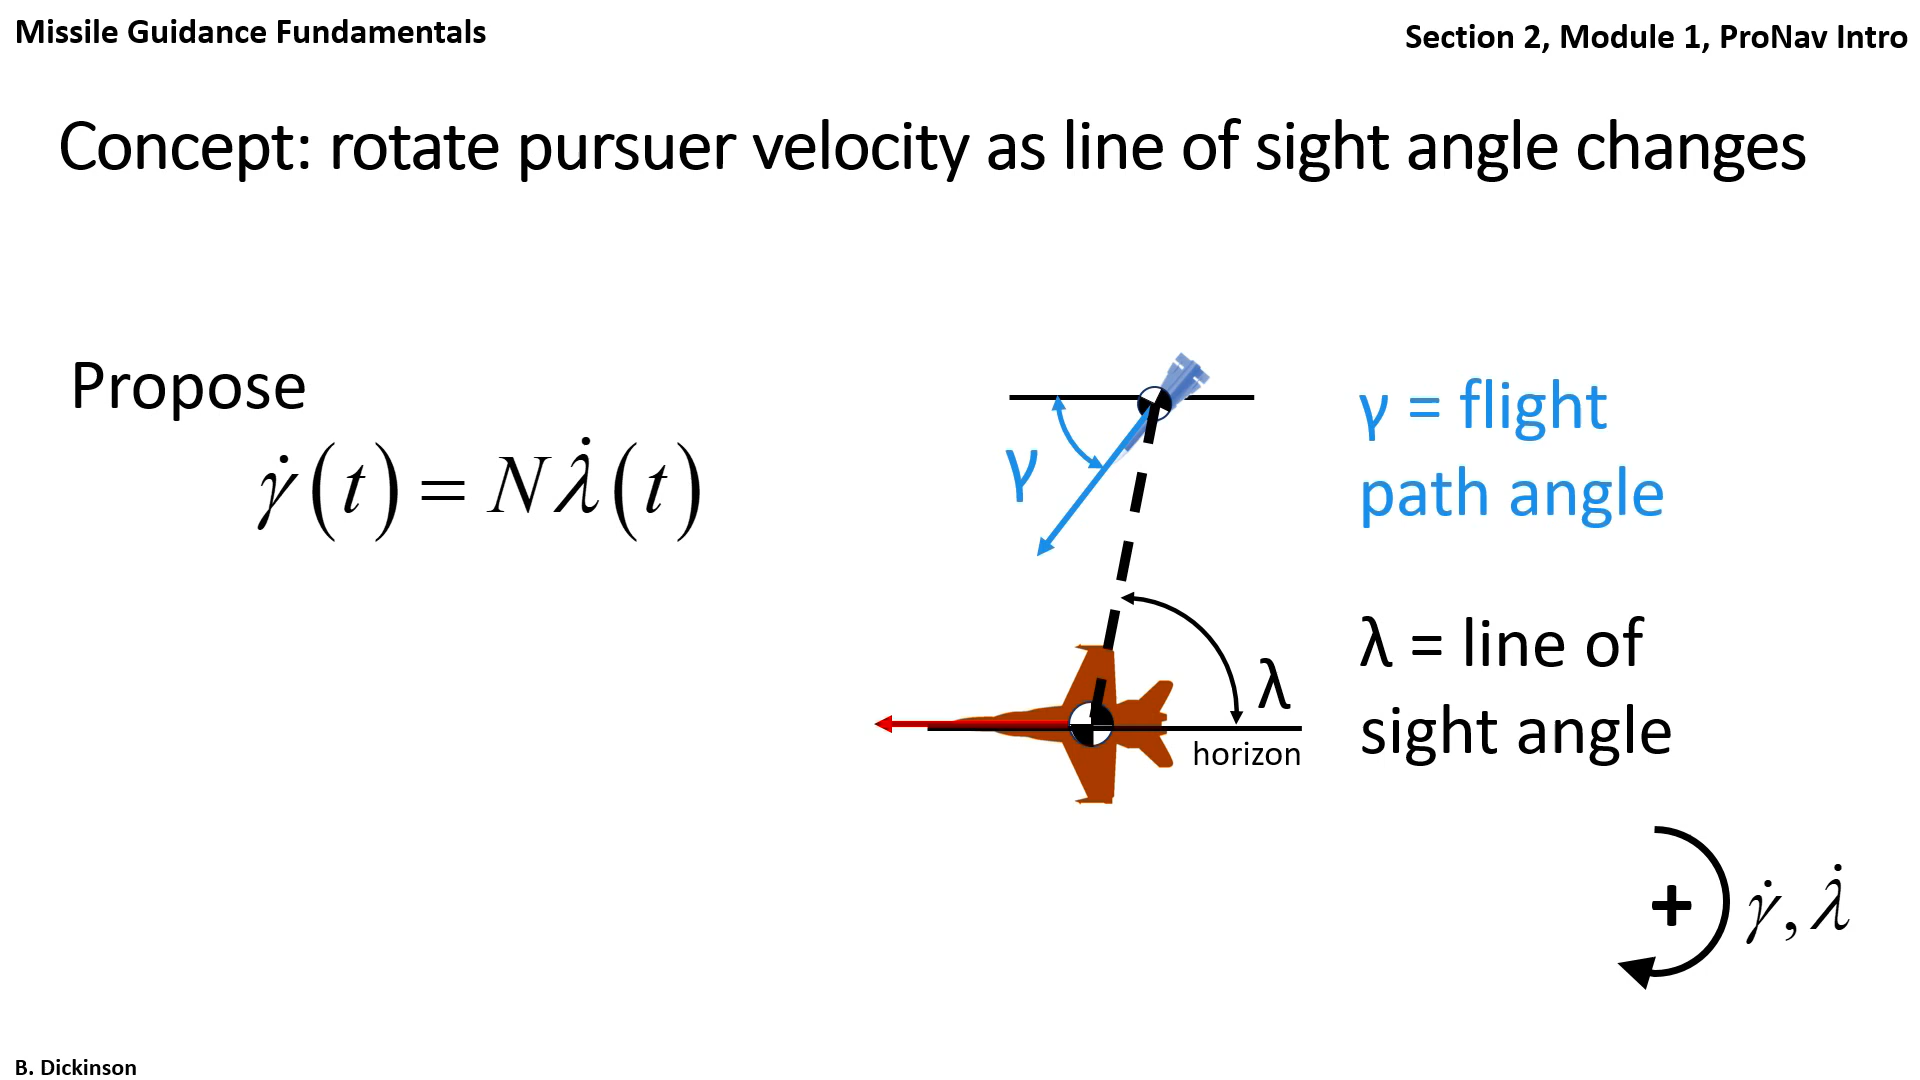 Missile Guidance Fundamentals
Section 2, Module 1, ProNav Intro
Concept: rotate pursuer velocity as line of sight angle changes
Propose
γ̇(t) = Nλ̇(t)
γ
γ = flight
path angle
λ
horizon
λ = line of
sight angle
+ γ̇, λ̇
B. Dickinson